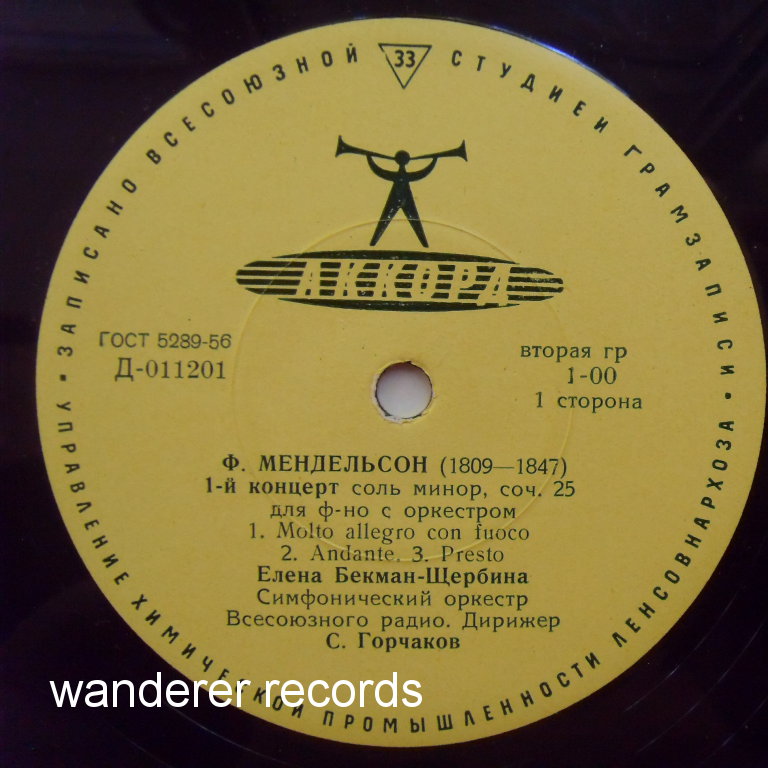 ЗАПИСАНО ВСЕСОЮЗНОЙ 33 СТУДИЕЙ ГРАМЗАПИСИ
АККОРД
ГОСТ 5289-56
Д-011201
вторая гр
1-00
1 сторона
Ф. МЕНДЕЛЬСОН (1809—1847)
1-й концерт соль минор, соч. 25
для ф-но с оркестром
1. Molto allegro con fuoco
2. Andante. 3. Presto
Елена Бекман-Щербина
Симфонический оркестр
Всесоюзного радио. Дирижер
С. Горчаков
• УПРАВЛЕНИЕ ХИМИЧЕСКОЙ ПРОМЫШЛЕННОСТИ ЛЕНСОВНАРХОЗА •
wanderer records